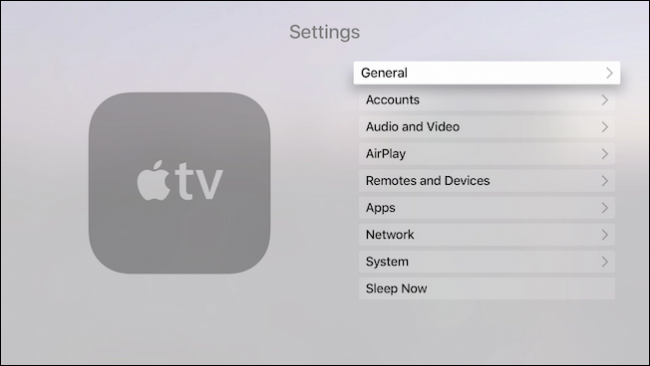 Settings
General
tv
Accounts
Audio and Video
AirPlay
Remotes and Devices
Apps
Network
System
Sleep Now